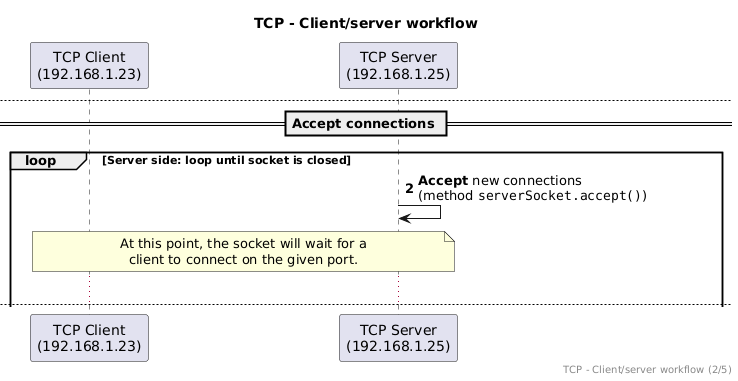 TCP - Client/server workflow
TCP Client
(192.168.1.23)
TCP Server
(192.168.1.25)
Accept connections
loop [Server side: loop until socket is closed]
2 Accept new connections
(method serverSocket.accept())
At this point, the socket will wait for a
client to connect on the given port.
TCP Client
(192.168.1.23)
TCP Server
(192.168.1.25)
TCP - Client/server workflow (2/5)